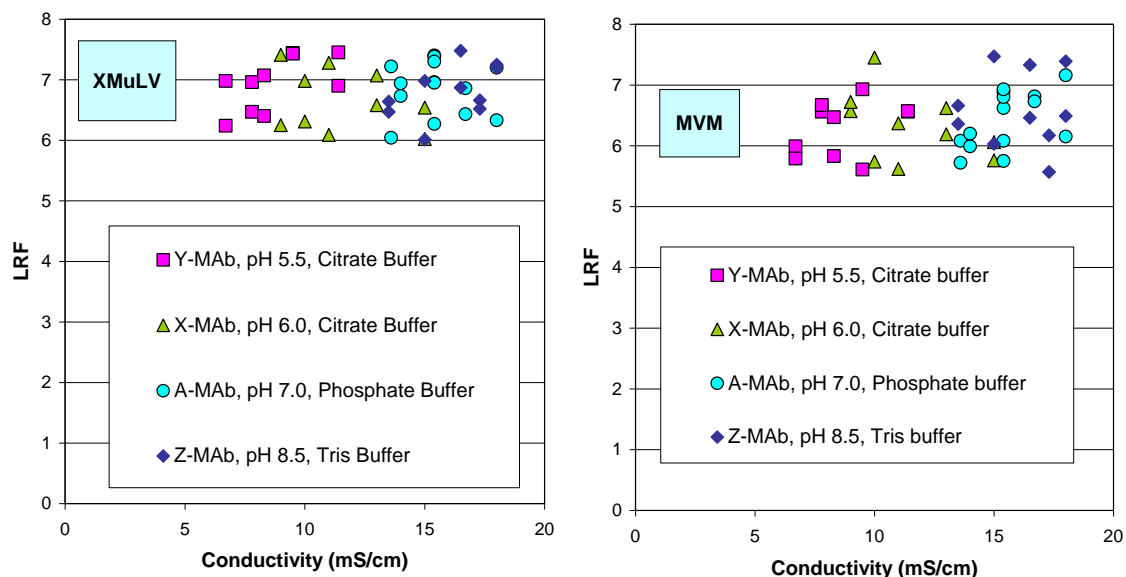 8
7
6
5
4
3
2
1
0
LRF
XMuLV
Y-MAb, pH 5.5, Citrate Buffer
X-MAb, pH 6.0, Citrate Buffer
A-MAb, pH 7.0, Phosphate Buffer
Z-MAb, pH 8.5, Tris Buffer
0 5 10 15 20
Conductivity (mS/cm)
8
7
6
5
4
3
2
1
0
LRF
MVM
Y-MAb, pH 5.5, Citrate buffer
X-MAb, pH 6.0, Citrate buffer
A-MAb, pH 7.0, Phosphate buffer
Z-MAb, pH 8.5, Tris buffer
0 5 10 15 20
Conductivity (mS/cm)